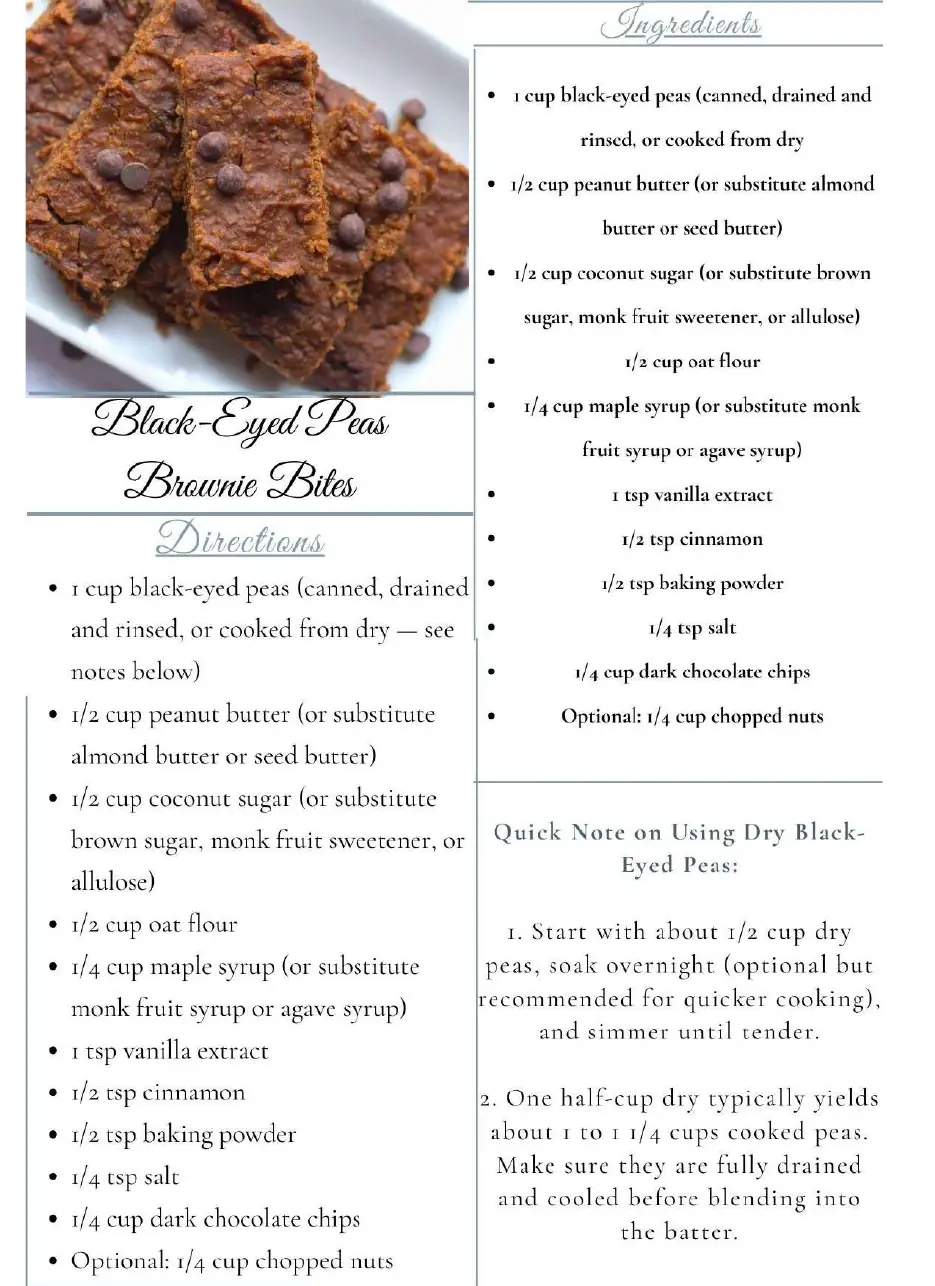 Black-Eyed Peas
Brownie Bites
Directions
• 1 cup black-eyed peas (canned, drained
and rinsed, or cooked from dry — see
notes below)
• 1/2 cup peanut butter (or substitute
almond butter or seed butter)
• 1/2 cup coconut sugar (or substitute
brown sugar, monk fruit sweetener, or
allulose)
• 1/2 cup oat flour
• 1/4 cup maple syrup (or substitute
monk fruit syrup or agave syrup)
• 1 tsp vanilla extract
• 1/2 tsp cinnamon
• 1/2 tsp baking powder
• 1/4 tsp salt
• 1/4 cup dark chocolate chips
• Optional: 1/4 cup chopped nuts
Ingredients
• 1 cup black-eyed peas (canned, drained and
rinsed, or cooked from dry
• 1/2 cup peanut butter (or substitute almond
butter or seed butter)
• 1/2 cup coconut sugar (or substitute brown
sugar, monk fruit sweetener, or allulose)
• 1/2 cup oat flour
• 1/4 cup maple syrup (or substitute monk
fruit syrup or agave syrup)
• 1 tsp vanilla extract
• 1/2 tsp cinnamon
• 1/2 tsp baking powder
• 1/4 tsp salt
• 1/4 cup dark chocolate chips
• Optional: 1/4 cup chopped nuts
Quick Note on Using Dry Black-
Eyed Peas:
1. Start with about 1/2 cup dry
peas, soak overnight (optional but
recommended for quicker cooking),
and simmer until tender.
2. One half-cup dry typically yields
about 1 to 1 1/4 cups cooked peas.
Make sure they are fully drained
and cooled before blending into
the batter.